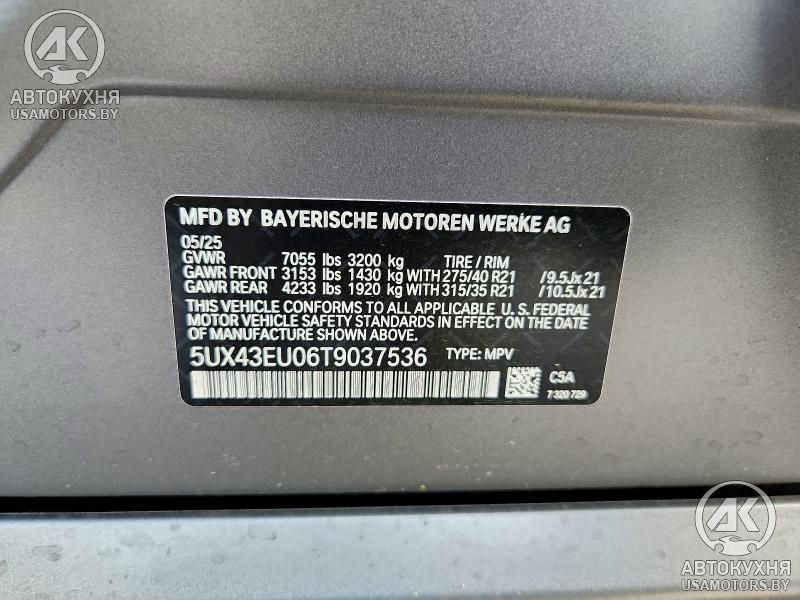 AK
АВТОКУХНЯ
USAMOTORS.BY
MFD BY BAYERISCHE MOTOREN WERKE AG
05/25
GVWR 7055 lbs 3200 kg TIRE / RIM
GAWR FRONT 3153 lbs 1430 kg WITH 275/40 R21 /9.5Jx21
GAWR REAR 4233 lbs 1920 kg WITH 315/35 R21 /10.5Jx21
THIS VEHICLE CONFORMS TO ALL APPLICABLE U. S. FEDERAL
MOTOR VEHICLE SAFETY STANDARDS IN EFFECT ON THE DATE
OF MANUFACTURE SHOWN ABOVE.
5UX43EU06T9037536 TYPE: MPV
C5A
7 320 729
AK
АВТОКУХНЯ
USAMOTORS.BY